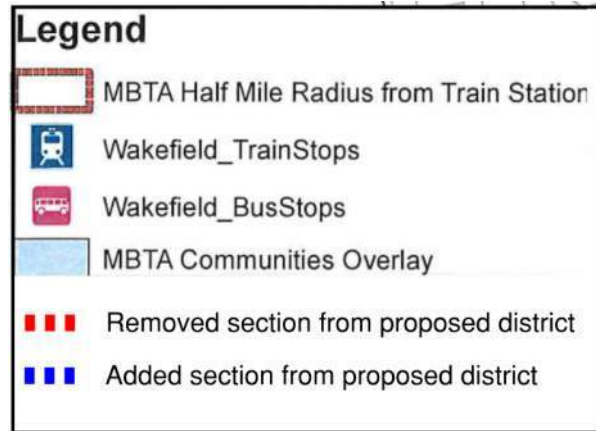 Legend
MBTA Half Mile Radius from Train Station
Wakefield_TrainStops
Wakefield_BusStops
MBTA Communities Overlay
Removed section from proposed district
Added section from proposed district